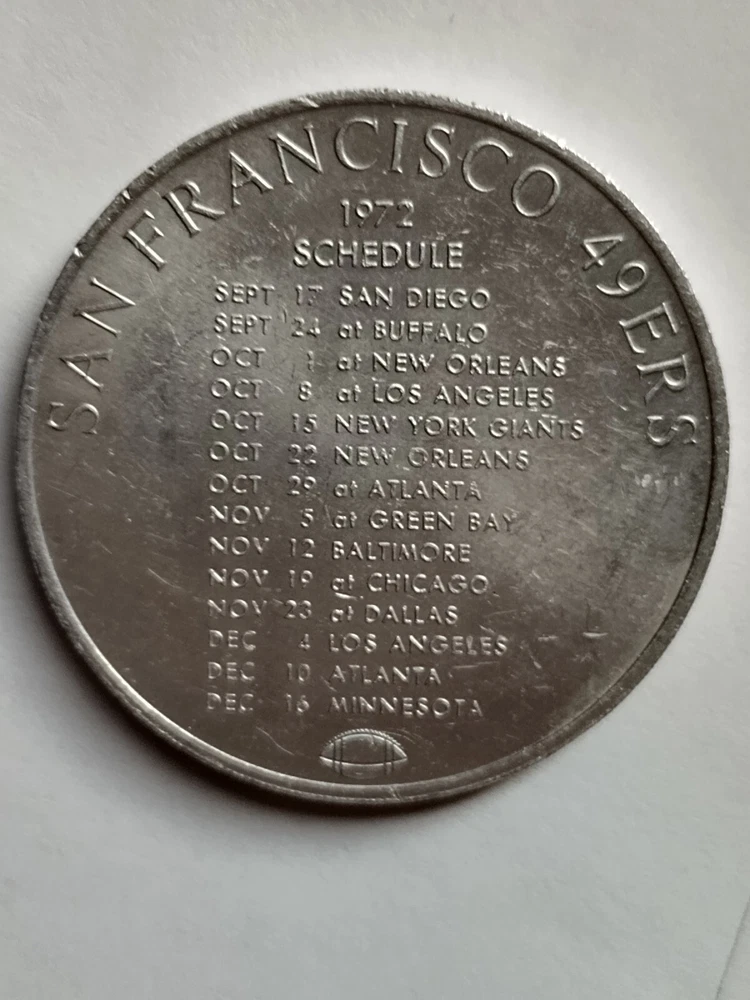 SAN FRANCISCO 49ERS
1972
SCHEDULE
SEPT 17 SAN DIEGO
SEPT 24 at BUFFALO
OCT 1 at NEW ORLEANS
OCT 8 at LOS ANGELES
OCT 15 NEW YORK GIANTS
OCT 22 NEW ORLEANS
OCT 29 at ATLANTA
NOV 5 at GREEN BAY
NOV 12 BALTIMORE
NOV 19 at CHICAGO
NOV 23 at DALLAS
DEC 4 LOS ANGELES
DEC 10 ATLANTA
DEC 16 MINNESOTA